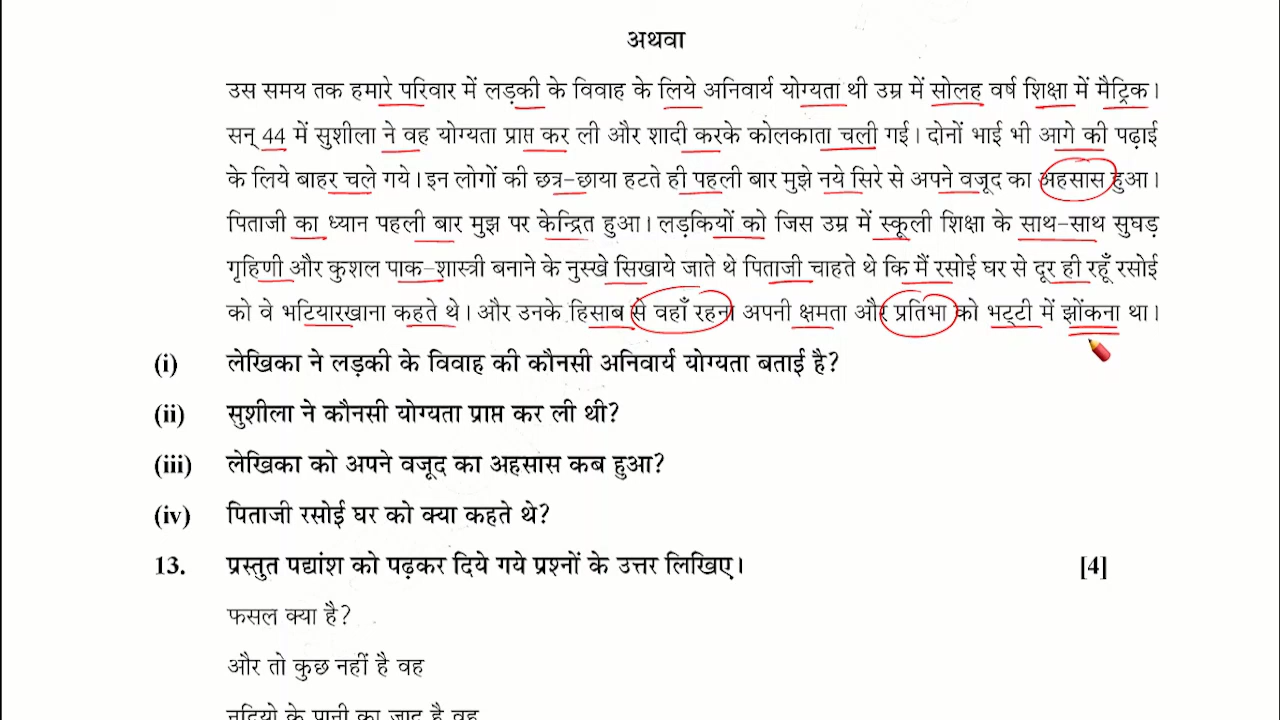 अथवा
उस समय तक हमारे परिवार में लड़की के विवाह के लिये अनिवार्य योग्यता थी उम्र में सोलह वर्ष शिक्षा में मैट्रिक।
सन् 44 में सुशीला ने वह योग्यता प्राप्त कर ली और शादी करके कोलकाता चली गई। दोनों भाई भी आगे की पढ़ाई
के लिये बाहर चले गये। इन लोगों की छत्र-छाया हटते ही पहली बार मुझे नये सिरे से अपने वजूद का अहसास हुआ।
पिताजी का ध्यान पहली बार मुझ पर केन्द्रित हुआ। लड़कियों को जिस उम्र में स्कूली शिक्षा के साथ-साथ सुघड़
गृहिणी और कुशल पाक-शास्त्री बनाने के नुस्खे सिखाये जाते थे पिताजी चाहते थे कि मैं रसोई घर से दूर ही रहूँ रसोई
को वे भटियारखाना कहते थे। और उनके हिसाब से वहाँ रहना अपनी क्षमता और प्रतिभा को भट्टी में झोंकना था।
(i) लेखिका ने लड़की के विवाह की कौनसी अनिवार्य योग्यता बताई है?
(ii) सुशीला ने कौनसी योग्यता प्राप्त कर ली थी?
(iii) लेखिका को अपने वजूद का अहसास कब हुआ?
(iv) पिताजी रसोई घर को क्या कहते थे?
13. प्रस्तुत पद्यांश को पढ़कर दिये गये प्रश्नों के उत्तर लिखिए। [4]
फसल क्या है?
और तो कुछ नहीं है वह
नदियो के पानी का जादू है वह